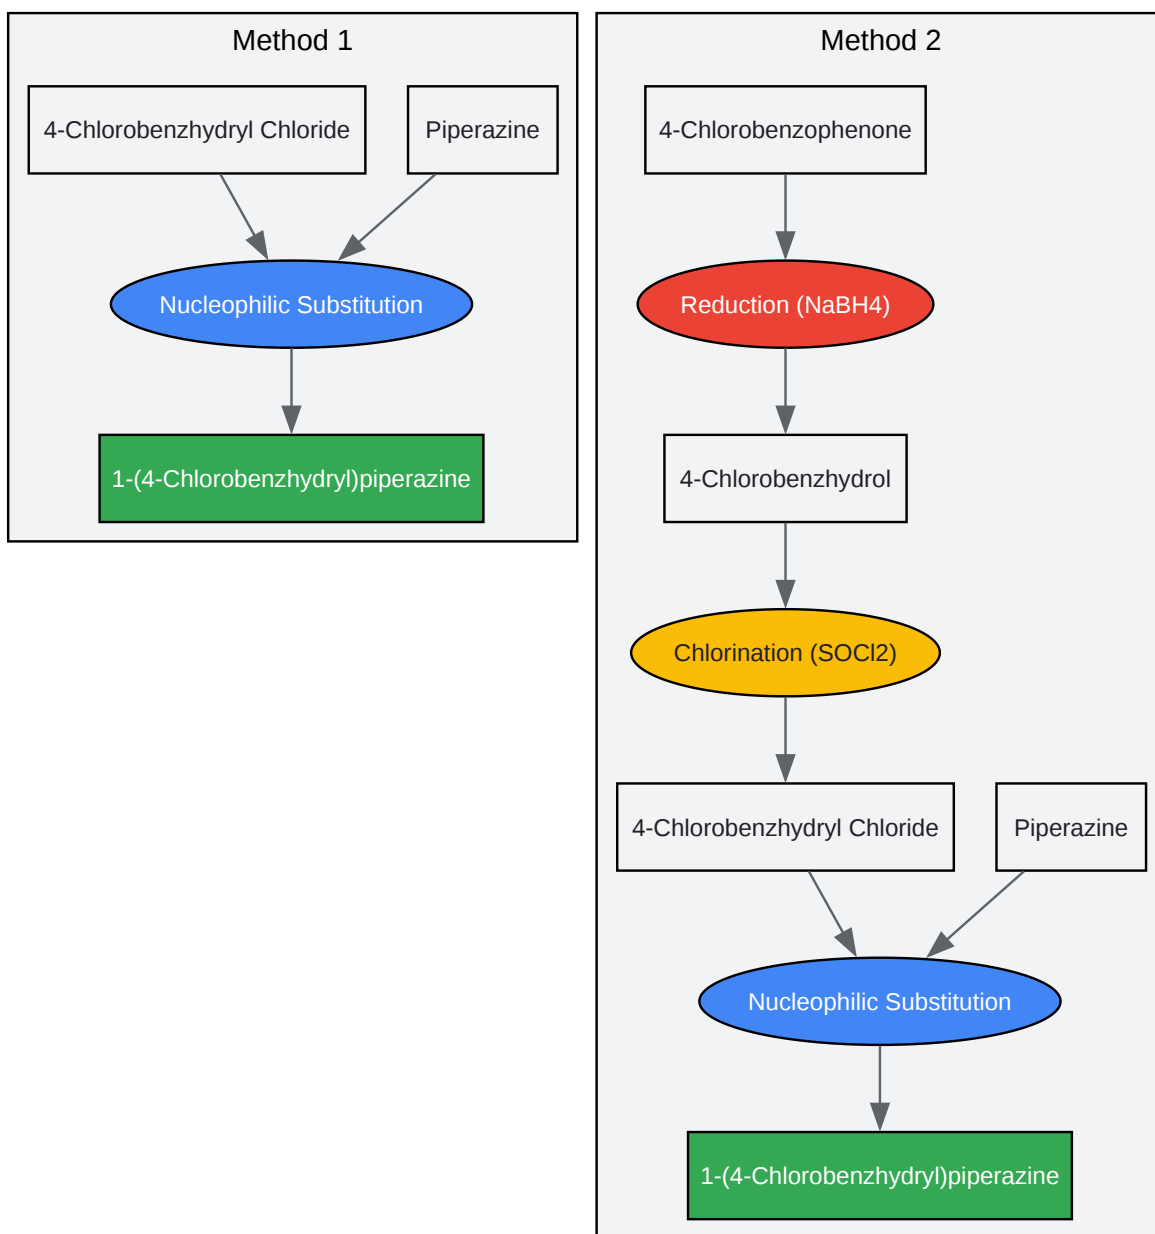 Method 1
4-Chlorobenzhydryl Chloride
Piperazine
Nucleophilic Substitution
1-(4-Chlorobenzhydryl)piperazine
Method 2
4-Chlorobenzophenone
Reduction (NaBH4)
4-Chlorobenzhydrol
Chlorination (SOCl2)
4-Chlorobenzhydryl Chloride
Piperazine
Nucleophilic Substitution
1-(4-Chlorobenzhydryl)piperazine